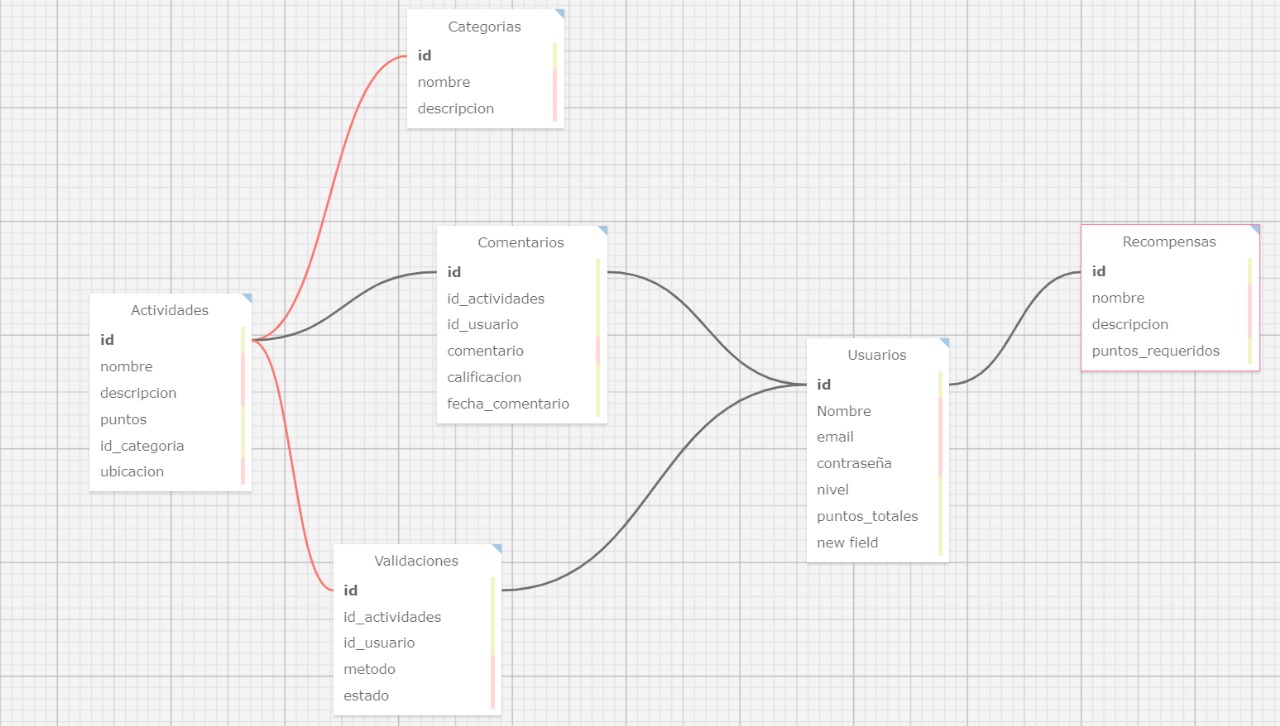 Categorias
id
nombre
descripcion
Comentarios
id
id_actividades
id_usuario
comentario
calificacion
fecha_comentario
Recompensas
id
nombre
descripcion
puntos_requeridos
Actividades
id
nombre
descripcion
puntos
id_categoria
ubicacion
Usuarios
id
Nombre
email
contraseña
nivel
puntos_totales
new field
Validaciones
id
id_actividades
id_usuario
metodo
estado